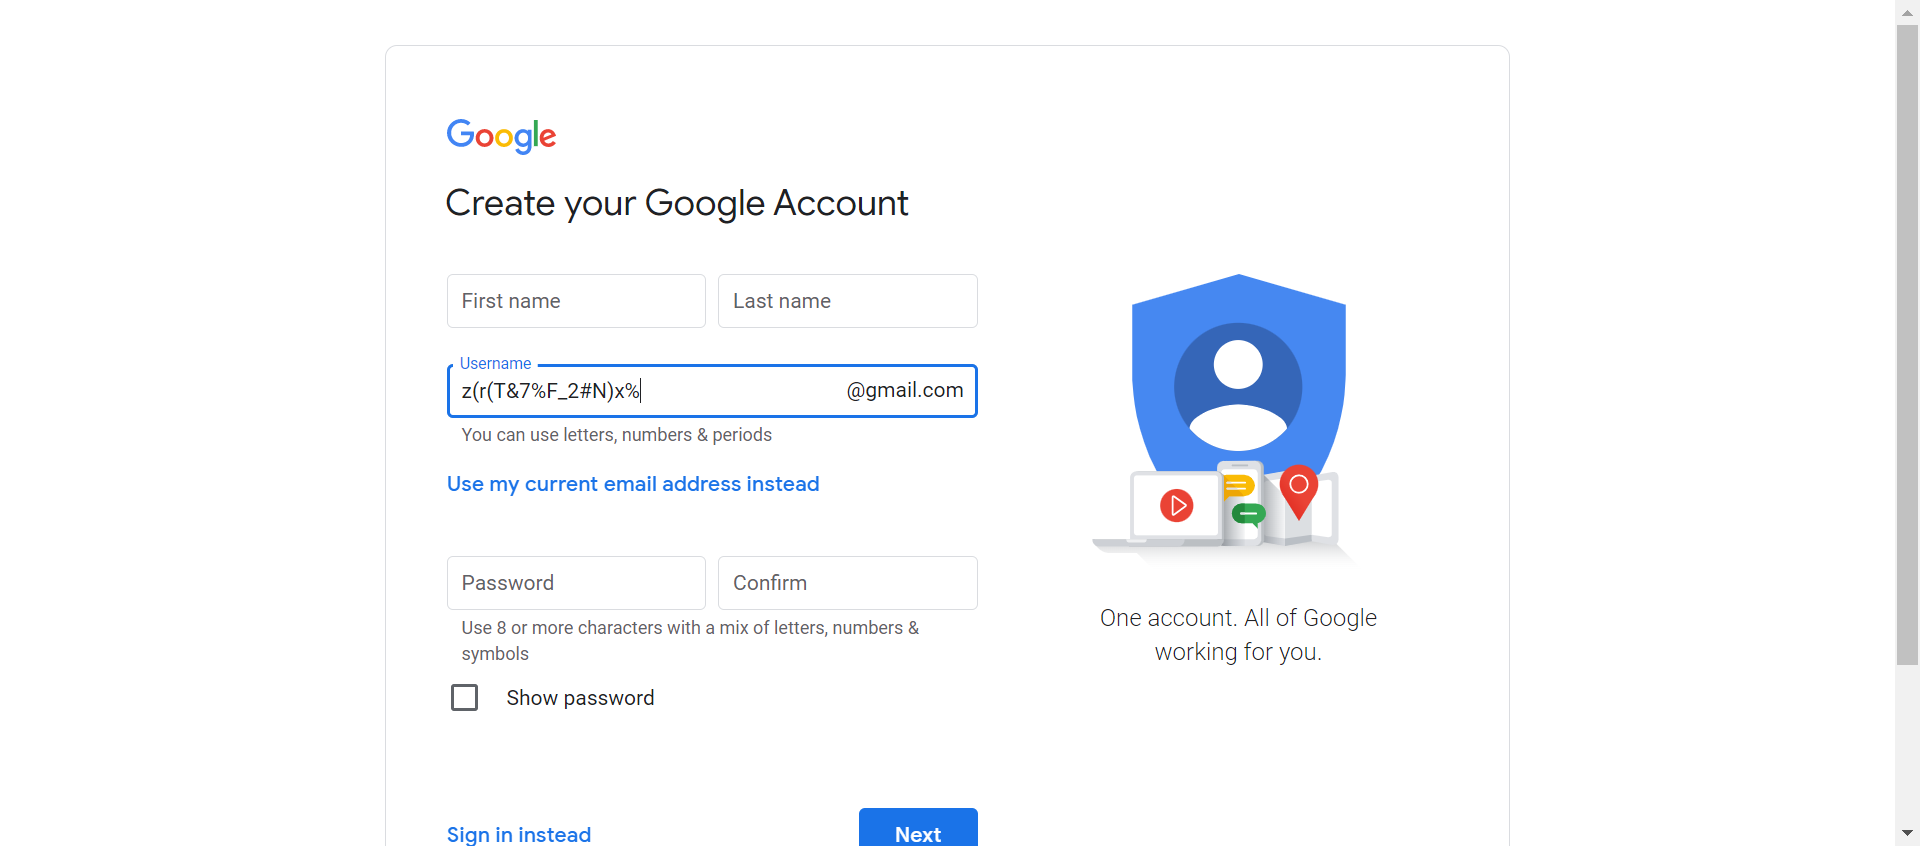 Google
Create your Google Account
First name
Last name
Username
z(r(T&7%F_2#N)x%
@gmail.com
You can use letters, numbers & periods
Use my current email address instead
Password
Confirm
Use 8 or more characters with a mix of letters, numbers &
symbols
Show password
Sign in instead
Next
One account. All of Google
working for you.